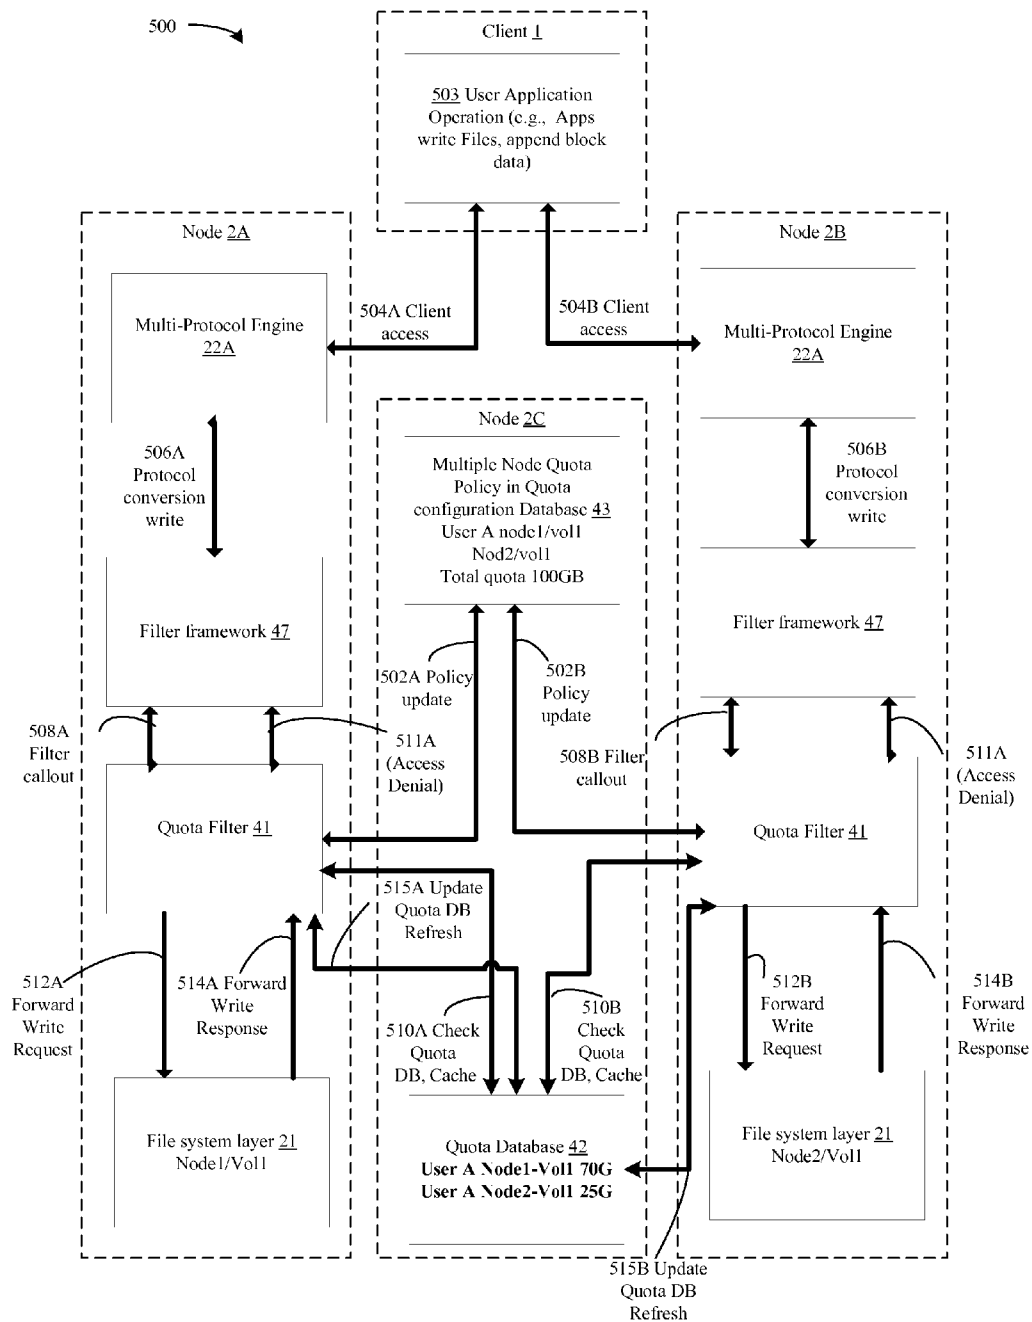 500
Client 1
503 User Application
Operation (e.g., Apps
write Files, append block
data)
Node 2A
Multi-Protocol Engine
22A
504A Client
access
504B Client
access
Node 2B
Multi-Protocol Engine
22A
506A
Protocol
conversion
write
Node 2C
Multiple Node Quota
Policy in Quota
configuration Database 43
User A node1/vol1
Nod2/vol1
Total quota 100GB
506B
Protocol
conversion
write
Filter framework 47
Filter framework 47
502A Policy
update
502B
Policy
update
508A
Filter
callout
511A
(Access
Denial)
508B Filter
callout
511A
(Access
Denial)
Quota Filter 41
Quota Filter 41
515A Update
Quota DB
Refresh
512A
Forward
Write
Request
514A Forward
Write
Response
510A Check
Quota
DB, Cache
510B
Check
Quota
DB, Cache
512B
Forward
Write
Request
514B
Forward
Write
Response
File system layer 21
Node1/Vol1
Quota Database 42
User A Node1-Vol1 70G
User A Node2-Vol1 25G
File system layer 21
Node2/Vol1
515B Update
Quota DB
Refresh